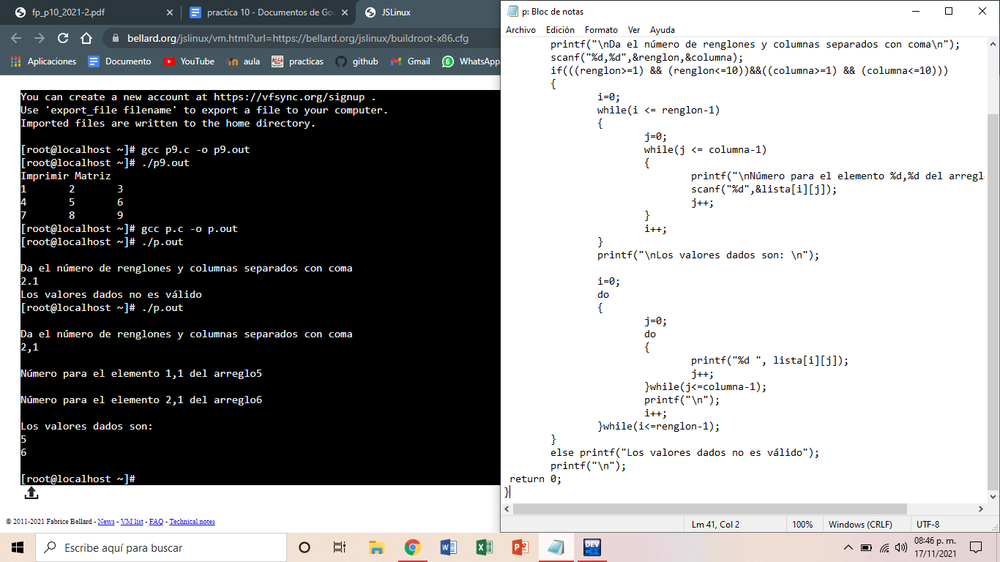 fp_p10_2021-2.pdf
practica 10 - Documentos de Goo
JSLinux
bellard.org/jslinux/vm.html?url=https://bellard.org/jslinux/buildroot-x86.cfg
Aplicaciones Documento YouTube aula practicas github Gmail WhatsApp
You can create a new account at https://vfsync.org/signup .
Use 'export_file filename' to export a file to your computer.
Imported files are written to the home directory.
[root@localhost ~]# gcc p9.c -o p9.out
[root@localhost ~]# ./p9.out
Imprimir Matriz
1 2 3
4 5 6
7 8 9
[root@localhost ~]# gcc p.c -o p.out
[root@localhost ~]# ./p.out
Da el número de renglones y columnas separados con coma
2.1
Los valores dados no es válido
[root@localhost ~]# ./p.out
Da el número de renglones y columnas separados con coma
2,1
Número para el elemento 1,1 del arreglo5
Número para el elemento 2,1 del arreglo6
Los valores dados son:
5
6
[root@localhost ~]#
© 2011-2021 Fabrice Bellard - News - VM list - FAQ - Technical notes
p: Bloc de notas
Archivo Edición Formato Ver Ayuda
printf("\nDa el número de renglones y columnas separados con coma\n");
scanf("%d,%d",&renglon,&columna);
if(((renglon>=1) && (renglon<=10))&&((columna>=1) && (columna<=10)))
{
i=0;
while(i <= renglon-1)
{
j=0;
while(j <= columna-1)
{
printf("\nNúmero para el elemento %d,%d del arregl
scanf("%d",&lista[i][j]);
j++;
}
i++;
}
printf("\nLos valores dados son: \n");
i=0;
do
{
j=0;
do
{
printf("%d ", lista[i][j]);
j++;
}while(j<=columna-1);
printf("\n");
i++;
}while(i<=renglon-1);
}
else printf("Los valores dados no es válido");
printf("\n");
return 0;
}
Lm 41, Col 2 100% Windows (CRLF) UTF-8
Escribe aquí para buscar
DEV
08:46 p. m.
17/11/2021